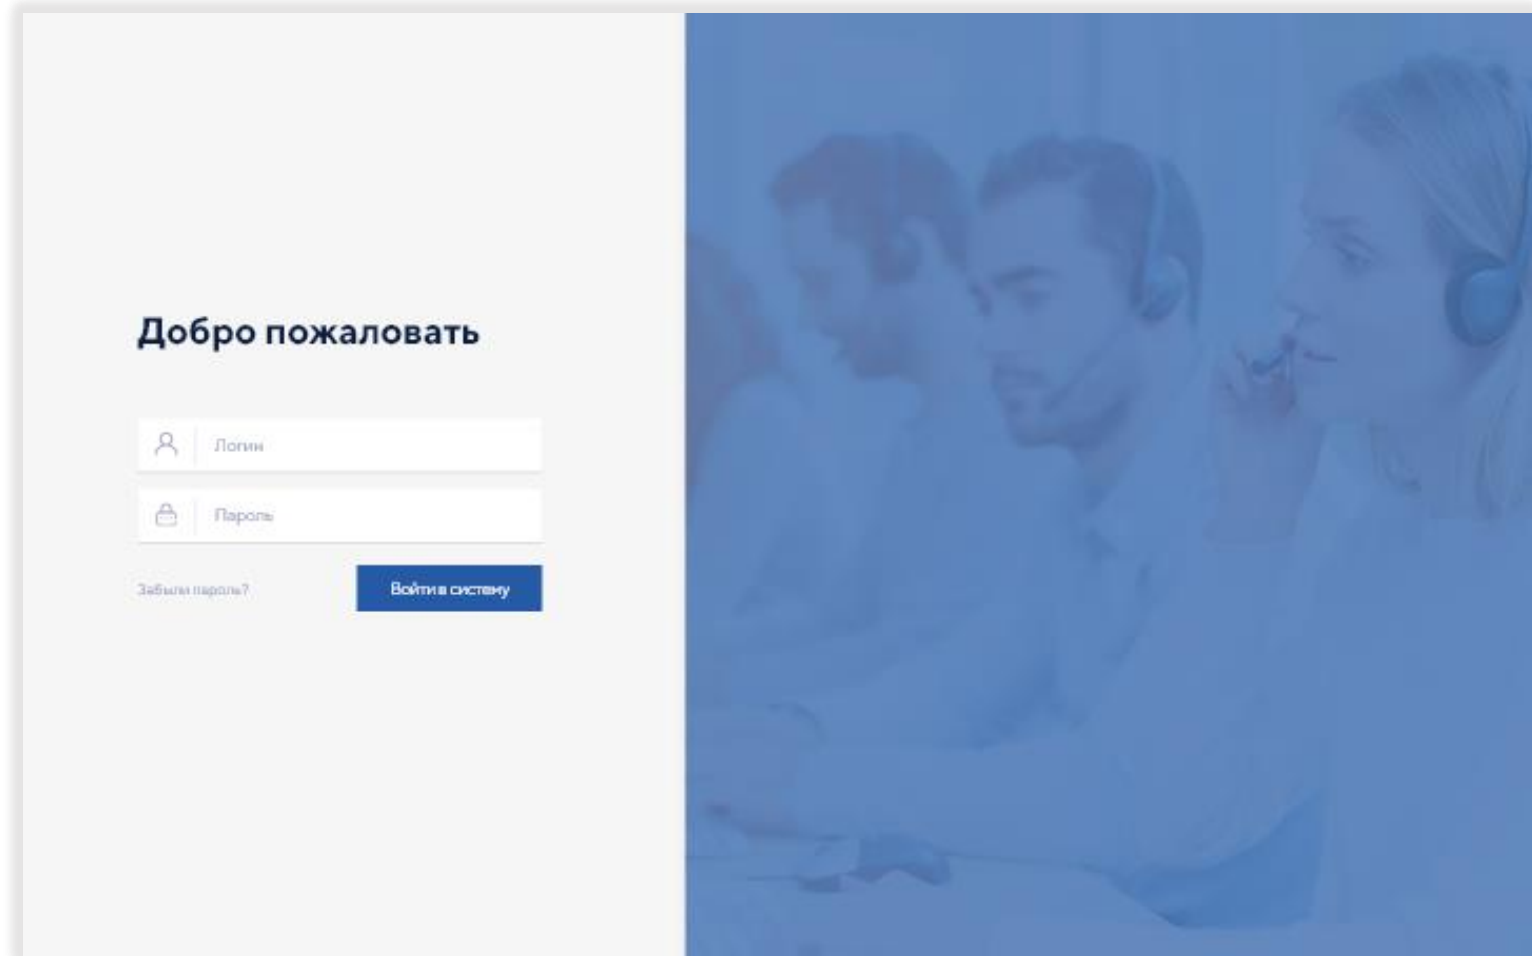 Добро пожаловать
Логин
Пароль
Забыли пароль?
Войти в систему